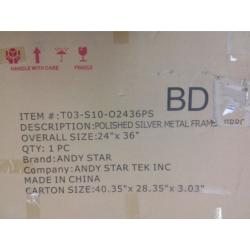 HANDLE WITH CARE
FRAGILE
BD
ITEM #:T03-S10-O2436PS
DESCRIPTION:POLISHED SILVER METAL FRAME
OVERALL SIZE:24" x 36"
QTY:1 PC
Brand:ANDY STAR
Company:ANDY STAR TEK INC
MADE IN CHINA
CARTON SIZE:40.35" x 28.35" x 3.03"